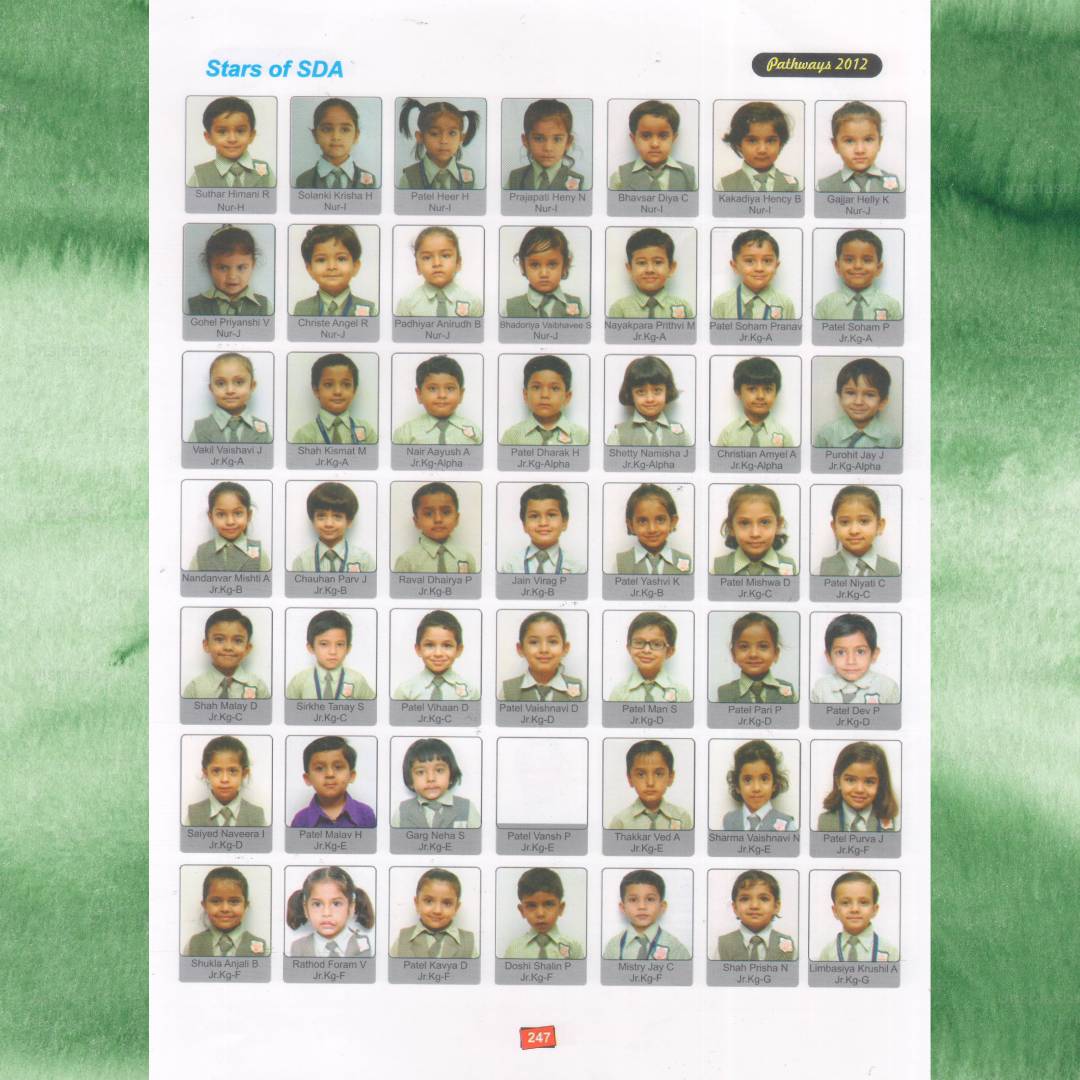 Stars of SDA
Pathways 2012
Suthar Himani R
Nur-H
Solanki Krisha H
Nur-I
Patel Heer H
Nur-I
Prajapati Heny N
Nur-I
Bhavsar Diya C
Nur-I
Kakadiya Hency B
Nur-I
Gajjar Helly K
Nur-J
Gohel Priyanshi V
Nur-J
Christe Angel R
Nur-J
Padhiyar Anirudh B
Nur-J
Bhadoriya Vaibhavee S
Nur-J
Nayakpara Prithvi M
Jr.Kg-A
Patel Soham Pranav
Jr.Kg-A
Patel Soham P
Jr.Kg-A
Vakil Vaishavi J
Jr.Kg-A
Shah Kismat M
Jr.Kg-A
Nair Aayush A
Jr.Kg-Alpha
Patel Dharak H
Jr.Kg-Alpha
Shetty Namisha J
Jr.Kg-Alpha
Christian Amyel A
Jr.Kg-Alpha
Purohit Jay J
Jr.Kg-Alpha
Nandanvar Mishti A
Jr.Kg-B
Chauhan Parv J
Jr.Kg-B
Raval Dhairya P
Jr.Kg-B
Jain Virag P
Jr.Kg-B
Patel Yashvi K
Jr.Kg-B
Patel Mishwa D
Jr.Kg-C
Patel Niyati C
Jr.Kg-C
Shah Malay D
Jr.Kg-C
Sirkhe Tanay S
Jr.Kg-C
Patel Vihaan D
Jr.Kg-C
Patel Vaishnavi D
Jr.Kg-D
Patel Man S
Jr.Kg-D
Patel Pari P
Jr.Kg-D
Patel Dev P
Jr.Kg-D
Saiyed Naveera I
Jr.Kg-D
Patel Malav H
Jr.Kg-E
Garg Neha S
Jr.Kg-E
Patel Vansh P
Jr.Kg-E
Thakkar Ved A
Jr.Kg-E
Sharma Vaishnavi N
Jr.Kg-E
Patel Purva J
Jr.Kg-F
Shukla Anjali B
Jr.Kg-F
Rathod Foram V
Jr.Kg-F
Patel Kavya D
Jr.Kg-F
Doshi Shalin P
Jr.Kg-F
Mistry Jay C
Jr.Kg-F
Shah Prisha N
Jr.Kg-G
Limbasiya Krushil A
Jr.Kg-G
247